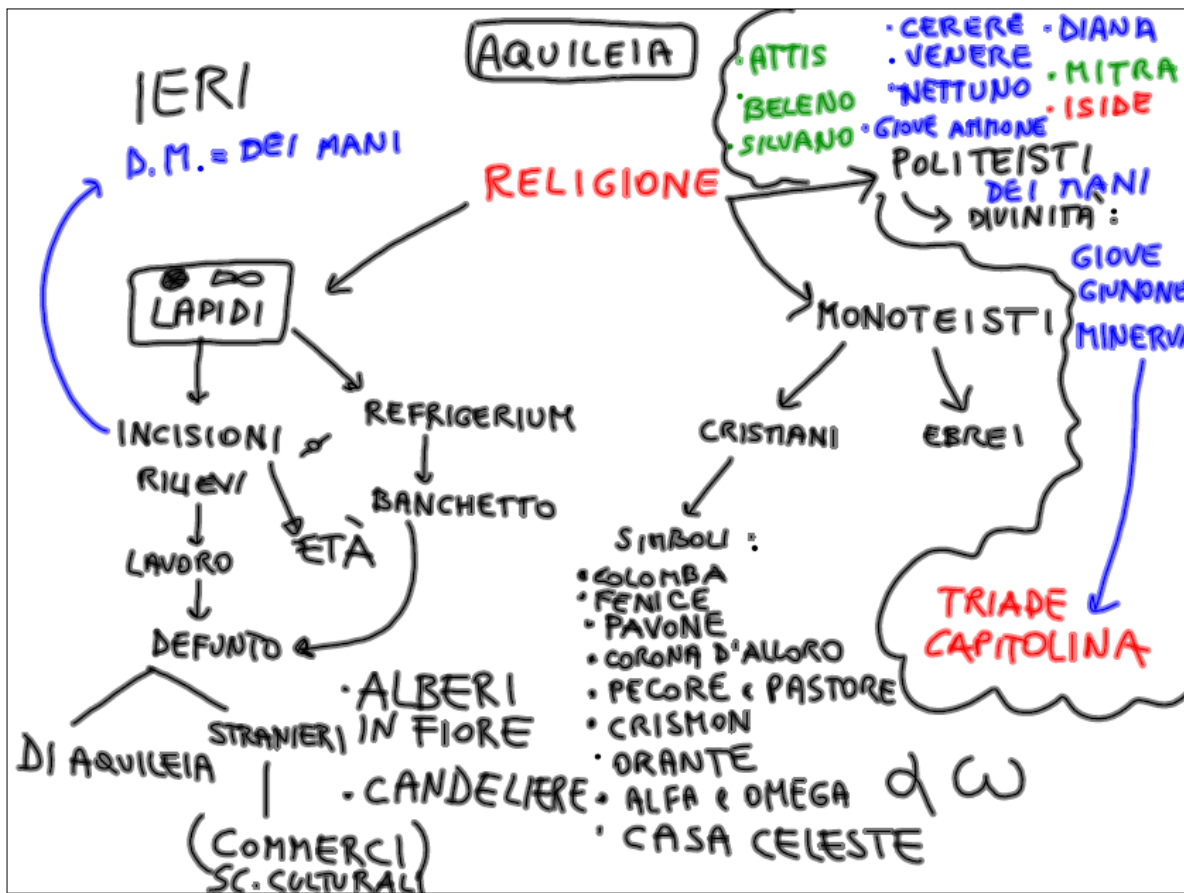 AQUILEIA
IERI
D.M. = DEI MANI
RELIGIONE
·ATTIS
·BELENO
·SILVANO
·CERERE
·VENERE
·NETTUNO
·GIOVE AMMONE
·DIANA
·MITRA
·ISIDE
POLITEISTI
DEI MANI
DIVINITÀ:
GIOVE
GIUNONE
MINERVA
TRIADE
CAPITOLINA
LAPIDI
INCISIONI
RILIEVI
LAVORO
DEFUNTO
ETÀ
REFRIGERIUM
BANCHETTO
DI AQUILEIA
STRANIERI
(COMMERCI)
SC. CULTURALI
MONOTEISTI
CRISTIANI
EBREI
SIMBOLI:
·COLOMBA
·FENICE
·PAVONE
·CORONA D'ALLORO
·PECORE e PASTORE
·CRISMON
·ORANTE
·ALFA e OMEGA α ω
·CASA CELESTE
·ALBERI
IN FIORE
·CANDELIERE